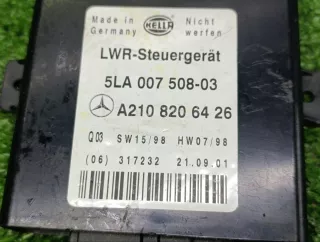 Made in Germany HELLA Nicht werfen
LWR-Steuergerät
5LA 007 508-03
A210 820 64 26
Q03 SW15/98 HW07/98
(06) 317232 21.09.01